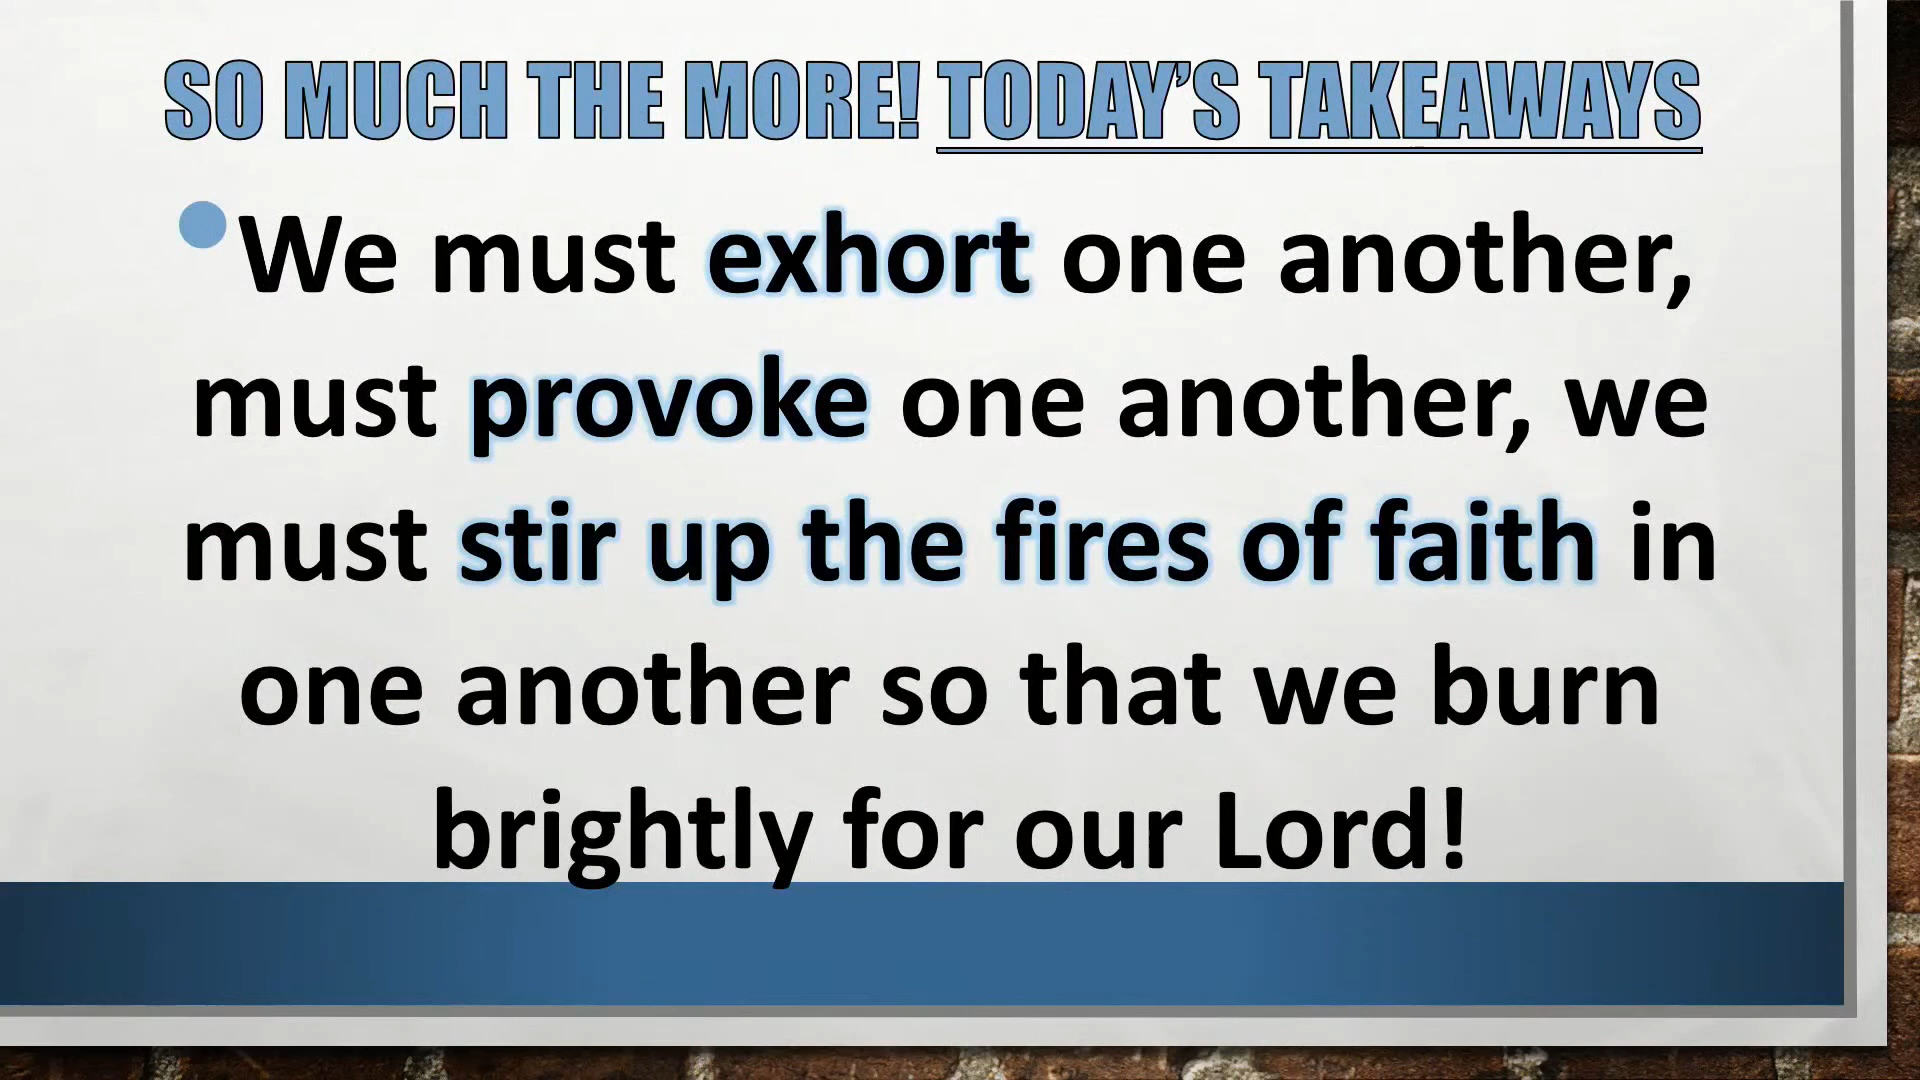 SO MUCH THE MORE! TODAY’S TAKEAWAYS
•We must exhort one another,
must provoke one another, we
must stir up the fires of faith in
one another so that we burn
brightly for our Lord!